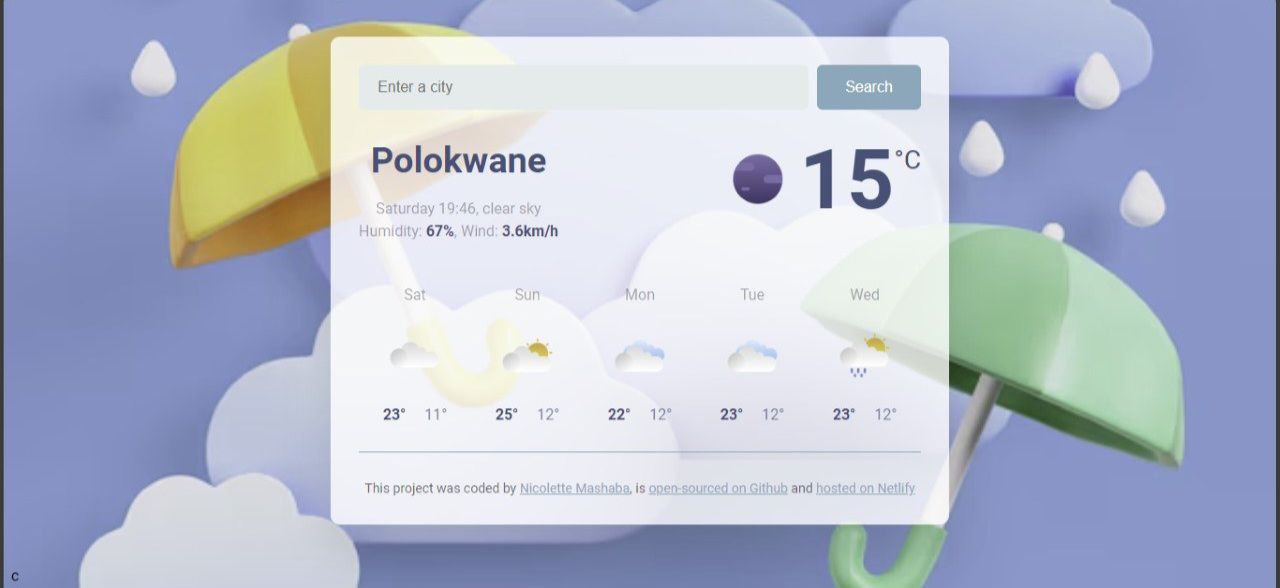 Enter a city Search
Polokwane 15 °C
Saturday 19:46, clear sky
Humidity: 67%, Wind: 3.6km/h
Sat Sun Mon Tue Wed
23° 11° 25° 12° 22° 12° 23° 12° 23° 12°
This project was coded by Nicolette Mashaba, is open-sourced on Github and hosted on Netlify
c